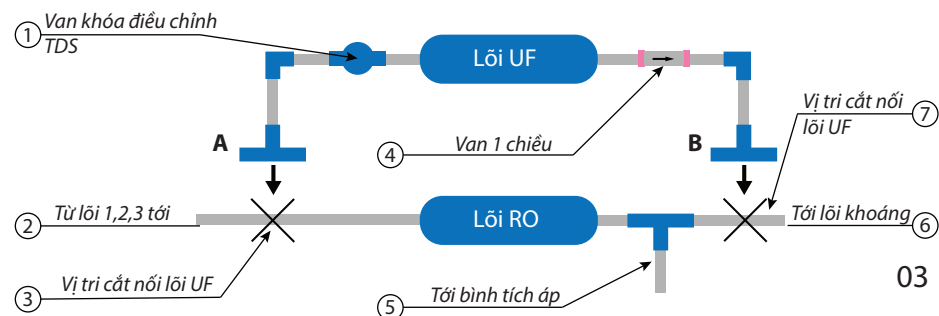 1
Van khóa điều chỉnh
TDS
Lõi UF
A
4
Van 1 chiều
B
Vị tri cắt nối
lõi UF
7
2
Từ lõi 1,2,3 tới
Lõi RO
Tới lõi khoáng
6
3
Vị tri cắt nối lõi UF
5
Tới bình tích áp
03